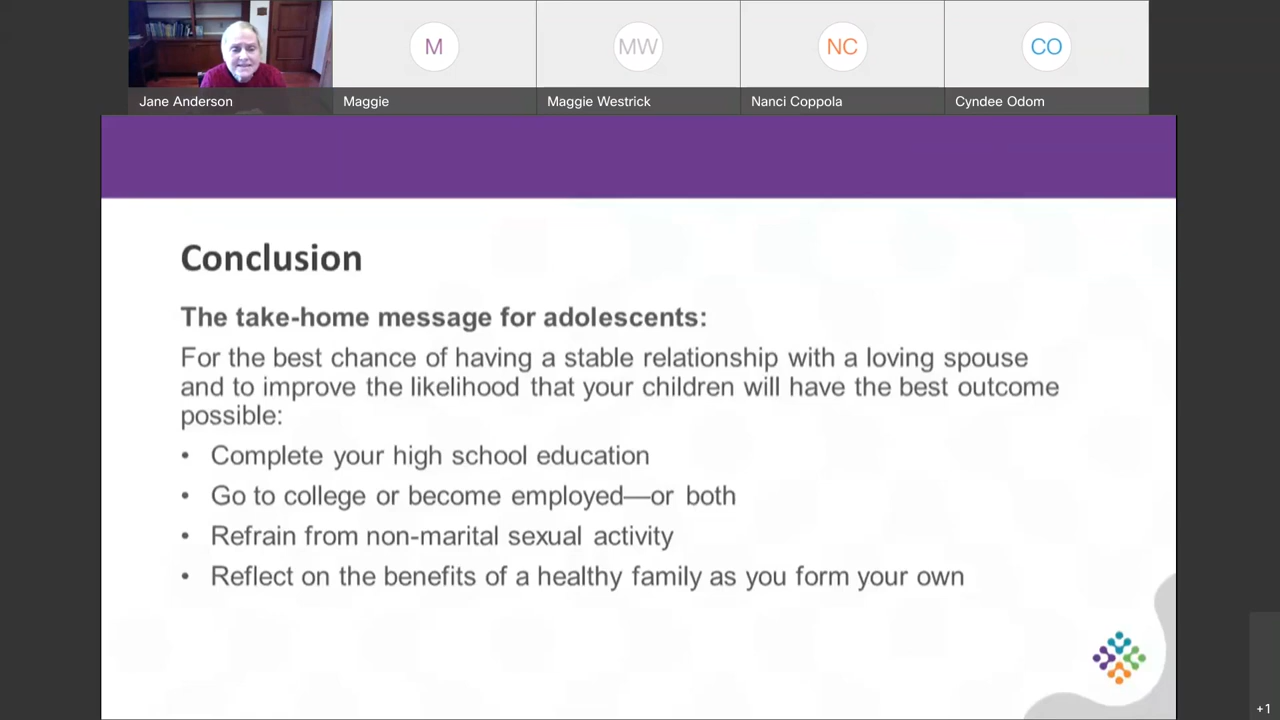 M
MW
NC
CO
Jane Anderson
Maggie
Maggie Westrick
Nanci Coppola
Cyndee Odom
Conclusion
The take-home message for adolescents:
For the best chance of having a stable relationship with a loving spouse
and to improve the likelihood that your children will have the best outcome
possible:
• Complete your high school education
• Go to college or become employed—or both
• Refrain from non-marital sexual activity
• Reflect on the benefits of a healthy family as you form your own
+1